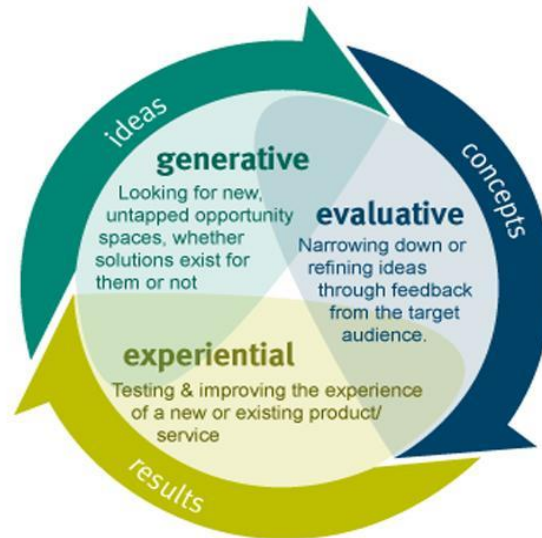 ideas
generative
Looking for new,
untapped opportunity
spaces, whether
solutions exist for
them or not
concepts
evaluative
Narrowing down or
refining ideas
through feedback
from the target
audience.
experiential
Testing & improving the experience
of a new or existing product/
service
results